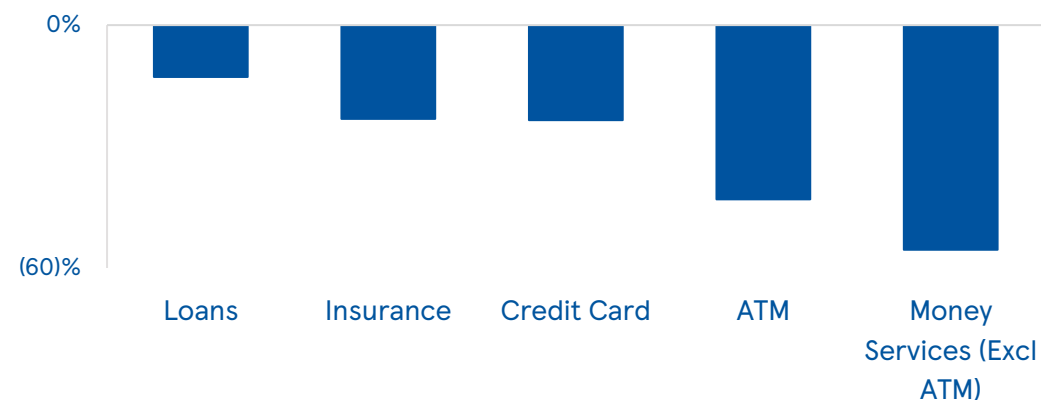 0%
(60)%
Loans
Insurance
Credit Card
ATM
Money
Services (Excl
ATM)